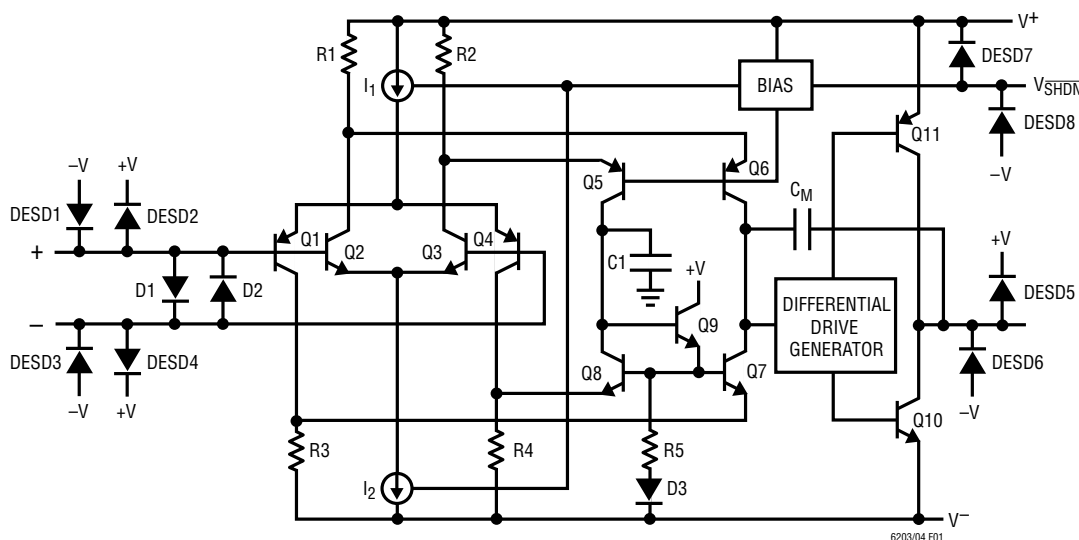 V+
R1
R2
DESD7
I1
BIAS
VSHDN
DESD8
–V
Q11
–V
+V
Q5
Q6
CM
DESD1
DESD2
+
Q1
Q2
Q3
Q4
C1
+V
+V
DESD5
D1
D2
DIFFERENTIAL
DRIVE
GENERATOR
–
Q9
DESD3
DESD4
Q8
Q7
DESD6
–V
+V
–V
Q10
R3
R4
R5
I2
D3
V–
6203/04 F01